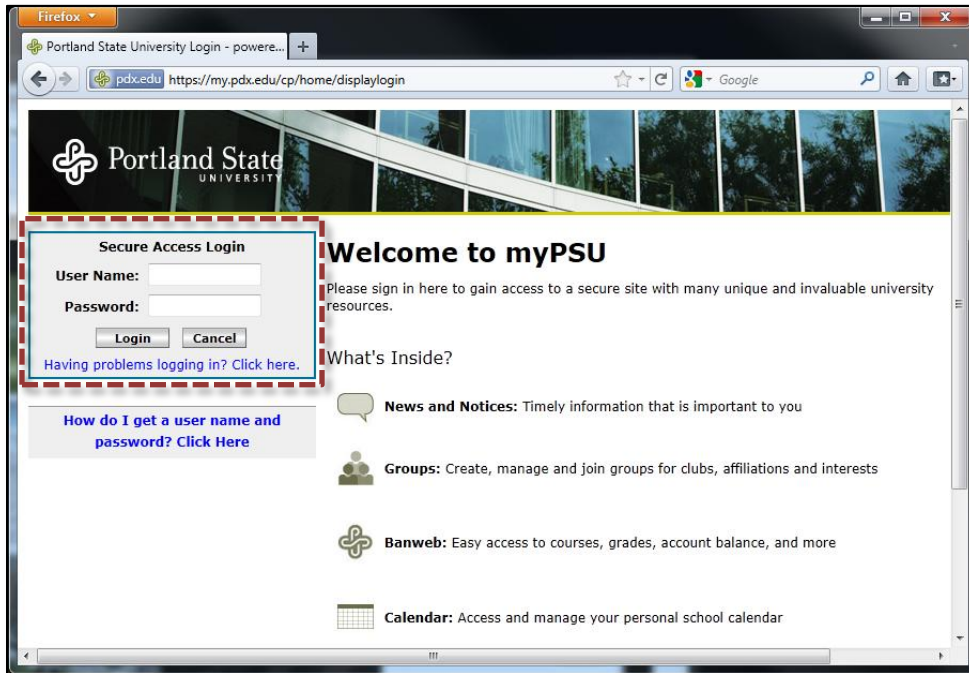 Firefox
Portland State University Login - powere...
pdx.edu https://my.pdx.edu/cp/home/displaylogin
Google
Portland State
UNIVERSITY
Secure Access Login
User Name:
Password:
Login Cancel
Having problems logging in? Click here.
How do I get a user name and
password? Click Here
Welcome to myPSU
Please sign in here to gain access to a secure site with many unique and invaluable university
resources.
What's Inside?
News and Notices: Timely information that is important to you
Groups: Create, manage and join groups for clubs, affiliations and interests
Banweb: Easy access to courses, grades, account balance, and more
Calendar: Access and manage your personal school calendar